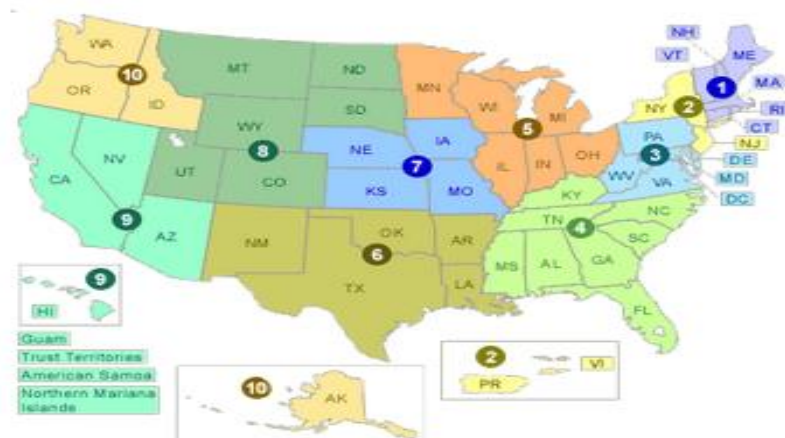 NH
WA
VT
ME
MT
ND
10
MN
OR
MA
1
ID
SD
WI
NY
2
MI
RI
5
WY
CT
PA
IA
NJ
8
NE
3
NV
7
OH
DE
IL
IN
WV
UT
MD
CO
VA
CA
KS
MO
DC
KY
NC
9
TN
4
OK
AZ
AR
SC
NM
6
MS
AL
GA
9
TX
LA
HI
FL
Guam
2
Trust Territories
VI
American Samoa
10
PR
Northern Mariana
AK
Islands